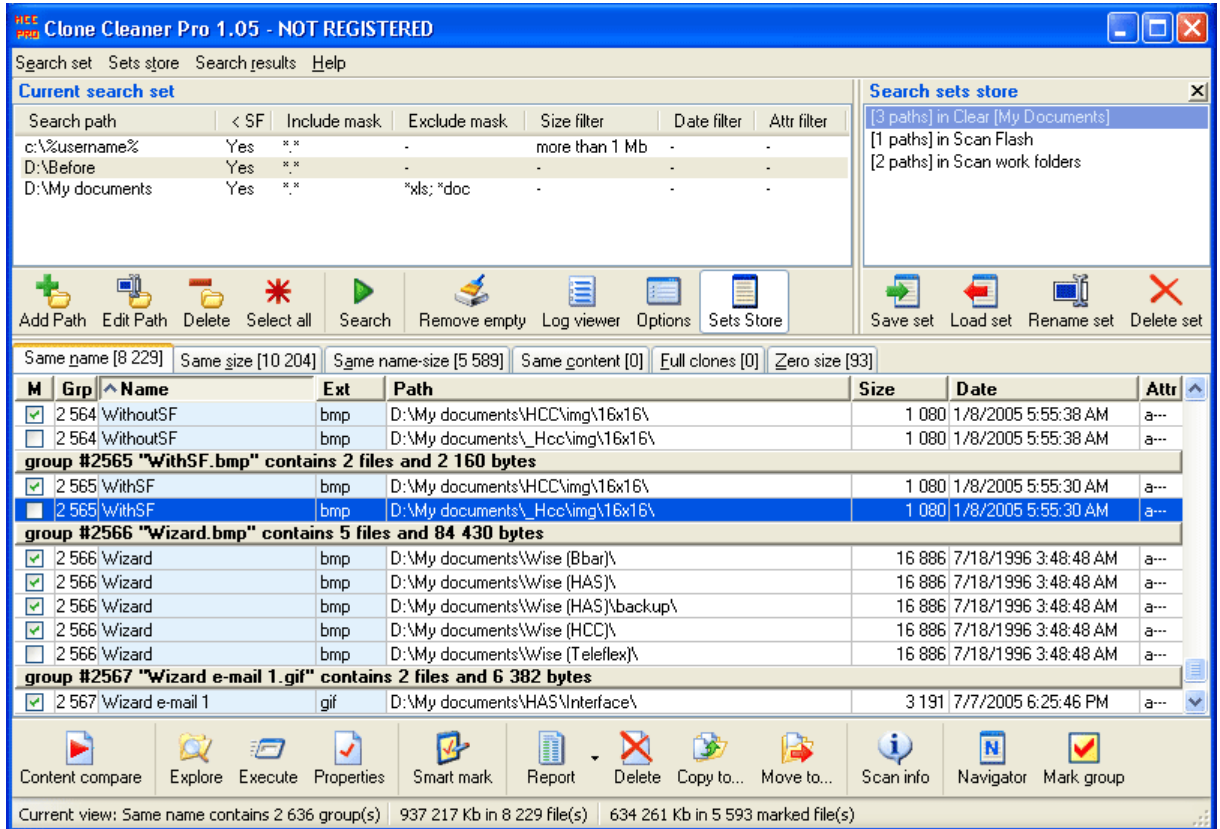 HCC PRO Clone Cleaner Pro 1.05 - NOT REGISTERED
Search set Sets store Search results Help
Current search set
Search path < SF Include mask Exclude mask Size filter Date filter Attr filter
c:\%username% Yes *.* - more than 1 Mb - -
D:\Before Yes *.* - - - -
D:\My documents Yes *.* *xls; *doc - - -
Search sets store
[3 paths] in Clear [My Documents]
[1 paths] in Scan Flash
[2 paths] in Scan work folders
Add Path Edit Path Delete Select all Search Remove empty Log viewer Options Sets Store
Save set Load set Rename set Delete set
Same name [8 229] Same size [10 204] Same name-size [5 589] Same content [0] Full clones [0] Zero size [93]
M Grp Name Ext Path Size Date Attr
2 564 WithoutSF bmp D:\My documents\HCC\img\16x16\ 1 080 1/8/2005 5:55:38 AM a---
2 564 WithoutSF bmp D:\My documents\_Hcc\img\16x16\ 1 080 1/8/2005 5:55:38 AM a---
group #2565 "WithSF.bmp" contains 2 files and 2 160 bytes
2 565 WithSF bmp D:\My documents\HCC\img\16x16\ 1 080 1/8/2005 5:55:30 AM a---
2 565 WithSF bmp D:\My documents\_Hcc\img\16x16\ 1 080 1/8/2005 5:55:30 AM a---
group #2566 "Wizard.bmp" contains 5 files and 84 430 bytes
2 566 Wizard bmp D:\My documents\Wise (Bbar)\ 16 886 7/18/1996 3:48:48 AM a---
2 566 Wizard bmp D:\My documents\Wise (HAS)\ 16 886 7/18/1996 3:48:48 AM a---
2 566 Wizard bmp D:\My documents\Wise (HAS)\backup\ 16 886 7/18/1996 3:48:48 AM a---
2 566 Wizard bmp D:\My documents\Wise (HCC)\ 16 886 7/18/1996 3:48:48 AM a---
2 566 Wizard bmp D:\My documents\Wise (Teleflex)\ 16 886 7/18/1996 3:48:48 AM a---
group #2567 "Wizard e-mail 1.gif" contains 2 files and 6 382 bytes
2 567 Wizard e-mail 1 gif D:\My documents\HAS\Interface\ 3 191 7/7/2005 6:25:46 PM a---
Content compare Explore Execute Properties Smart mark Report Delete Copy to... Move to... Scan info Navigator Mark group
Current view: Same name contains 2 636 group(s) 937 217 Kb in 8 229 file(s) 634 261 Kb in 5 593 marked file(s)